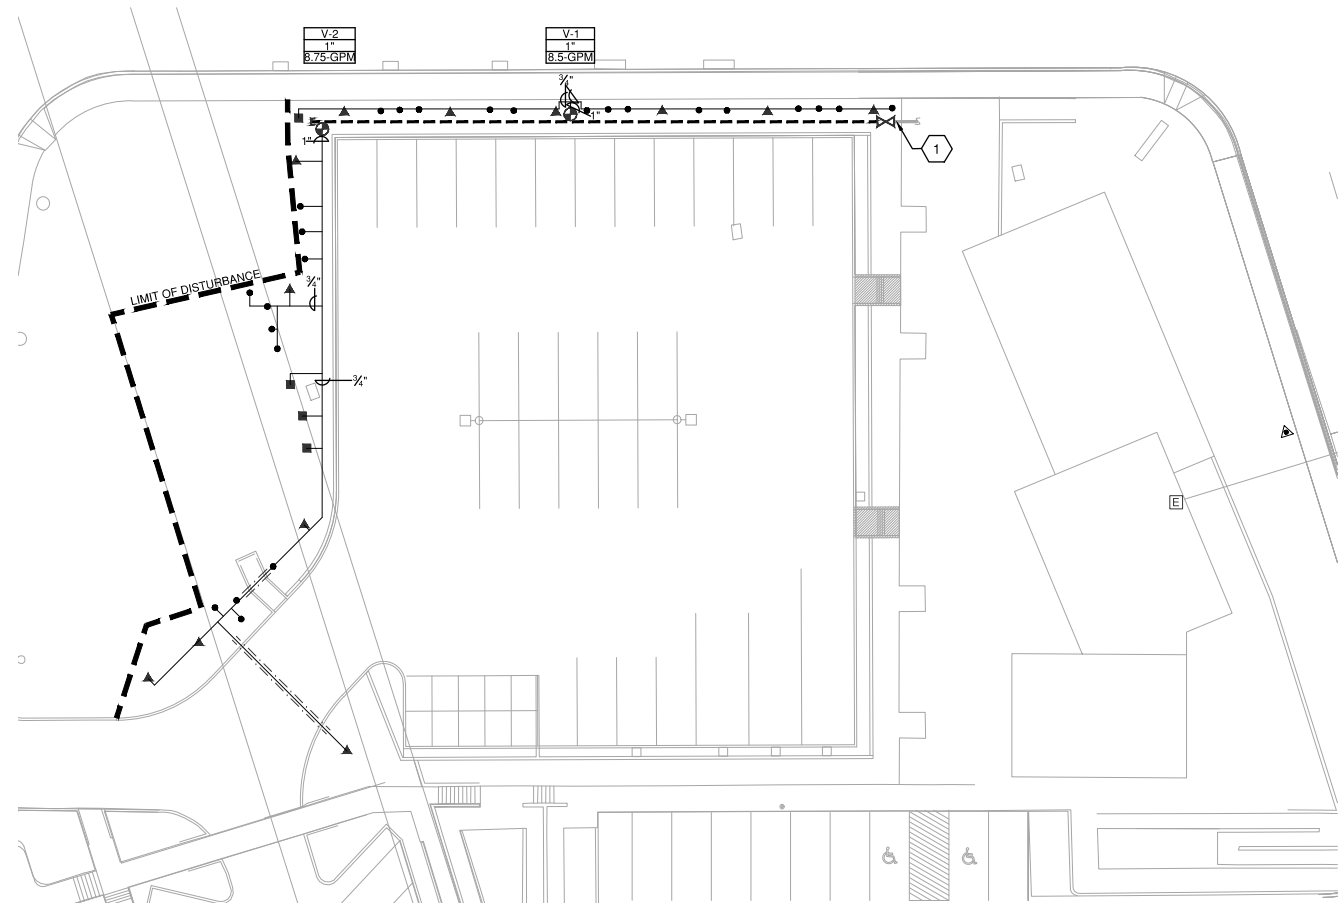 V-2
1"
8.75-GPM
V-1
1"
8.5-GPM
¾"
1"
1"
1
LIMIT OF DISTURBANCE
¾"
¾"
E